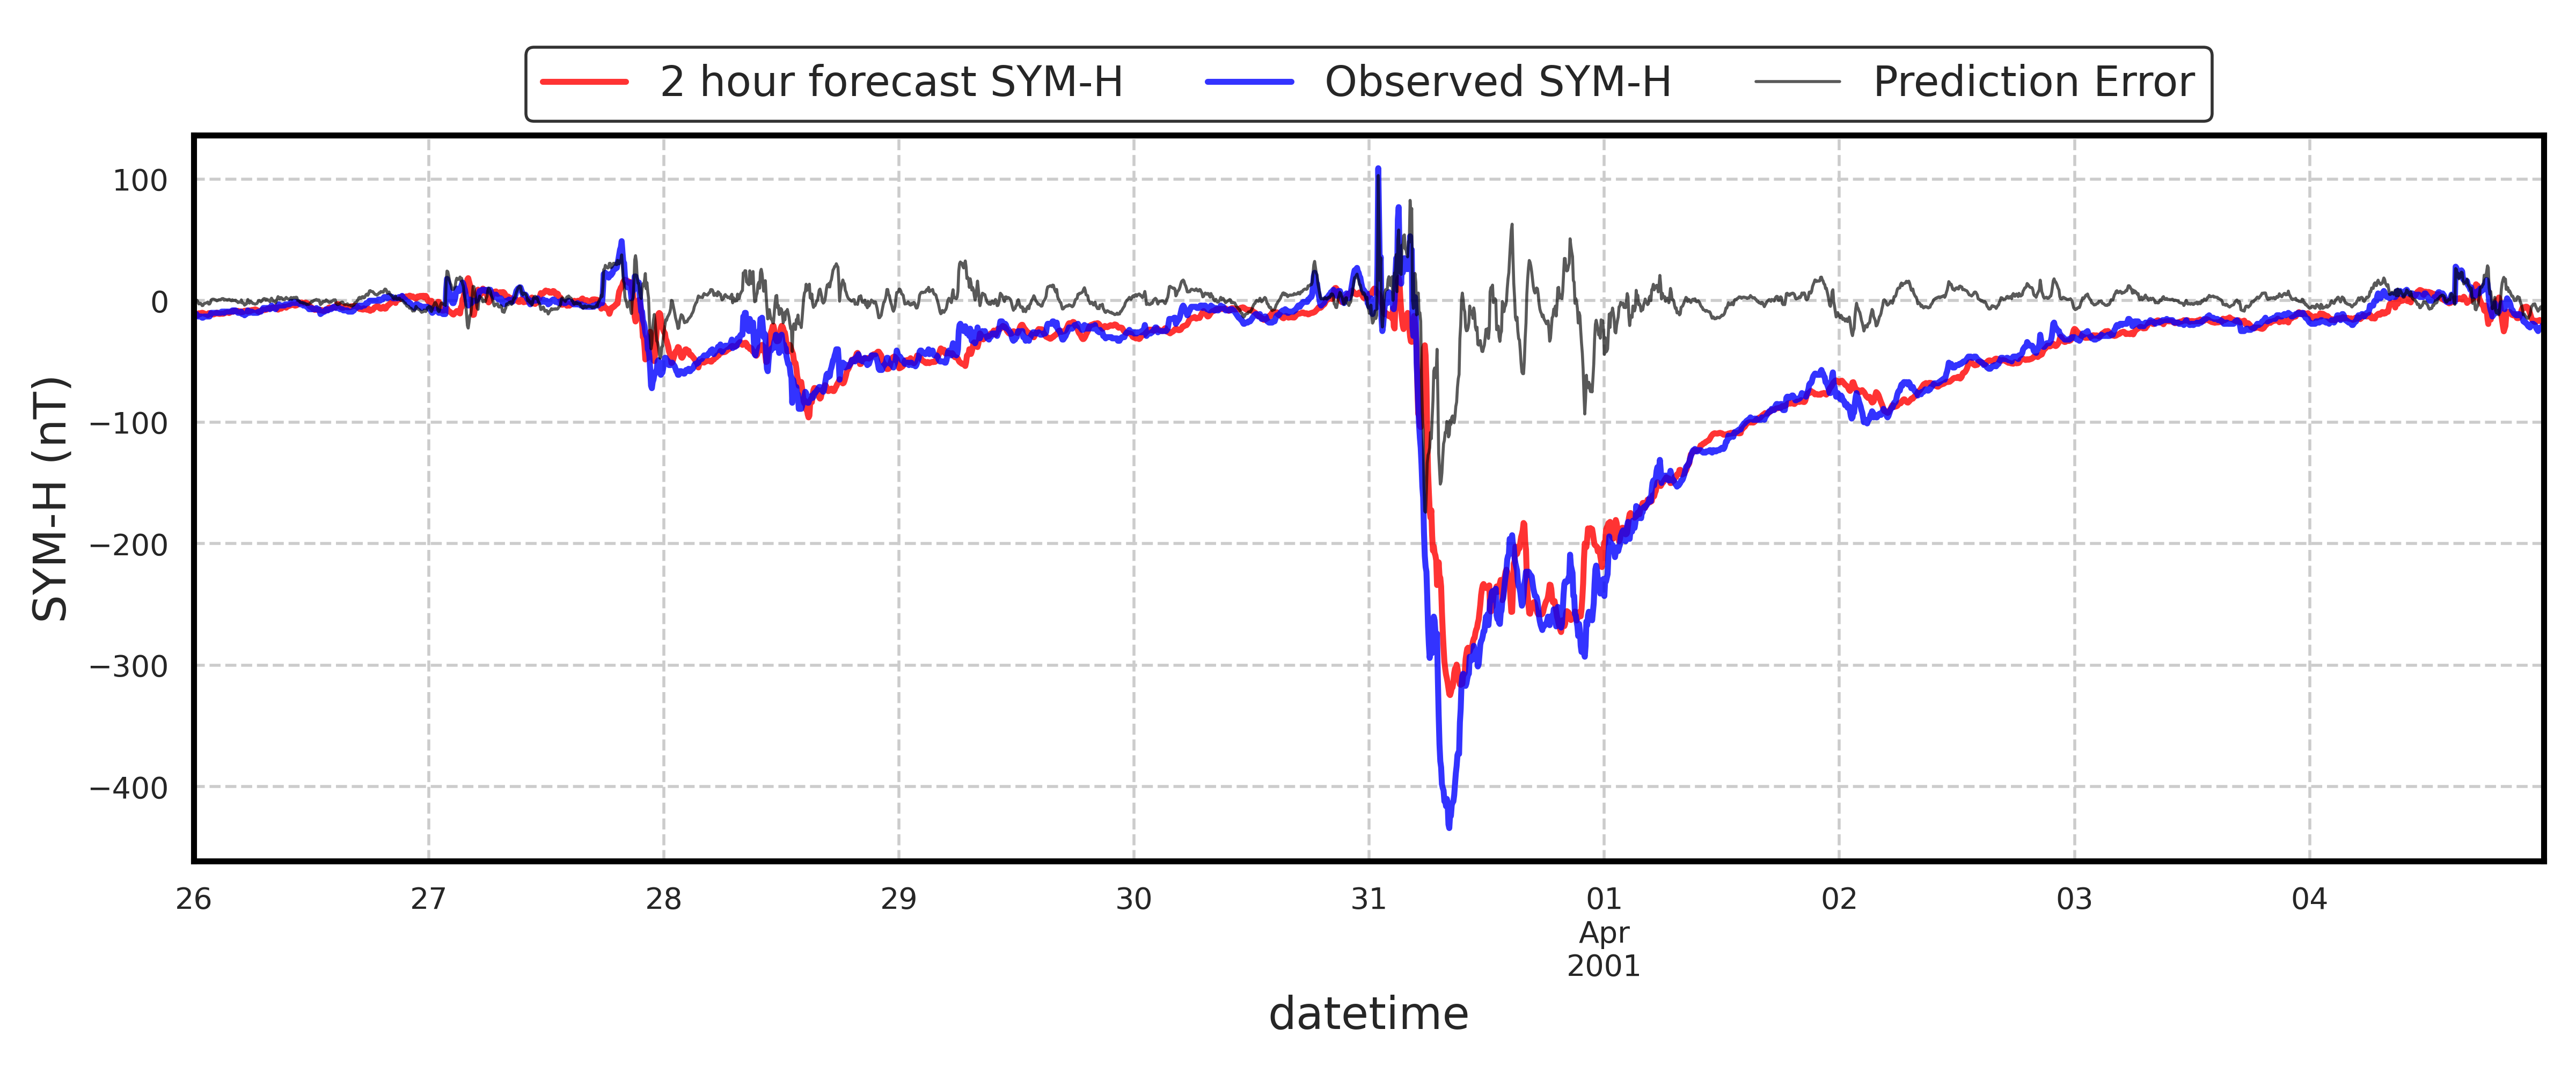 2 hour forecast SYM-H Observed SYM-H Prediction Error
SYM-H (nT)
100
0
−100
−200
−300
−400
26 27 28 29 30 31 01 02 03 04
Apr
2001
datetime